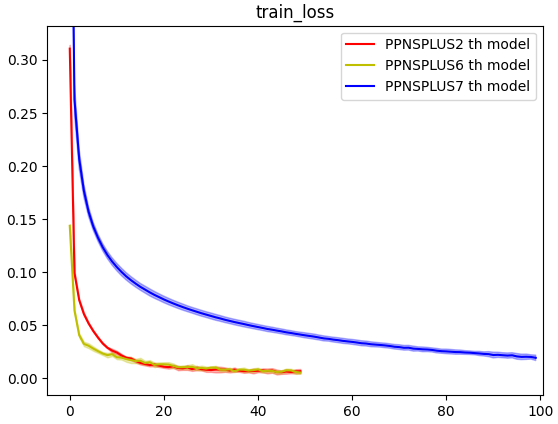 train_loss
PPNSPLUS2 th model
PPNSPLUS6 th model
PPNSPLUS7 th model
0.30
0.25
0.20
0.15
0.10
0.05
0.00
0 20 40 60 80 100